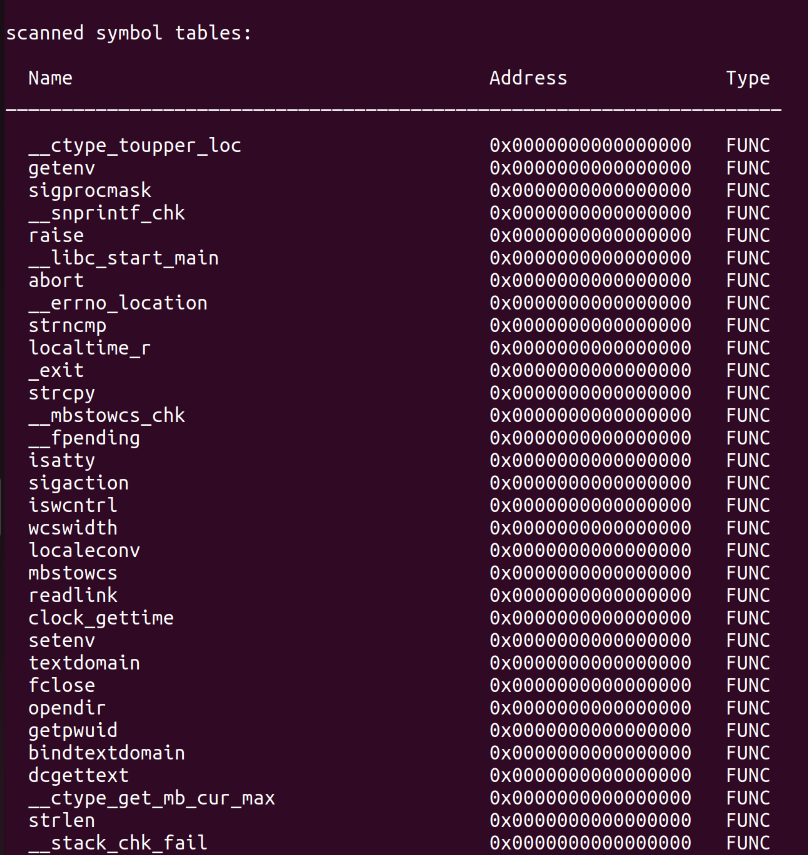 scanned symbol tables:
Name Address Type
__ctype_toupper_loc 0x0000000000000000 FUNC
getenv 0x0000000000000000 FUNC
sigprocmask 0x0000000000000000 FUNC
__snprintf_chk 0x0000000000000000 FUNC
raise 0x0000000000000000 FUNC
__libc_start_main 0x0000000000000000 FUNC
abort 0x0000000000000000 FUNC
__errno_location 0x0000000000000000 FUNC
strncmp 0x0000000000000000 FUNC
localtime_r 0x0000000000000000 FUNC
_exit 0x0000000000000000 FUNC
strcpy 0x0000000000000000 FUNC
__mbstowcs_chk 0x0000000000000000 FUNC
__fpending 0x0000000000000000 FUNC
isatty 0x0000000000000000 FUNC
sigaction 0x0000000000000000 FUNC
iswcntrl 0x0000000000000000 FUNC
wcswidth 0x0000000000000000 FUNC
localeconv 0x0000000000000000 FUNC
mbstowcs 0x0000000000000000 FUNC
readlink 0x0000000000000000 FUNC
clock_gettime 0x0000000000000000 FUNC
setenv 0x0000000000000000 FUNC
textdomain 0x0000000000000000 FUNC
fclose 0x0000000000000000 FUNC
opendir 0x0000000000000000 FUNC
getpwuid 0x0000000000000000 FUNC
bindtextdomain 0x0000000000000000 FUNC
dcgettext 0x0000000000000000 FUNC
__ctype_get_mb_cur_max 0x0000000000000000 FUNC
strlen 0x0000000000000000 FUNC
__stack_chk_fail 0x0000000000000000 FUNC